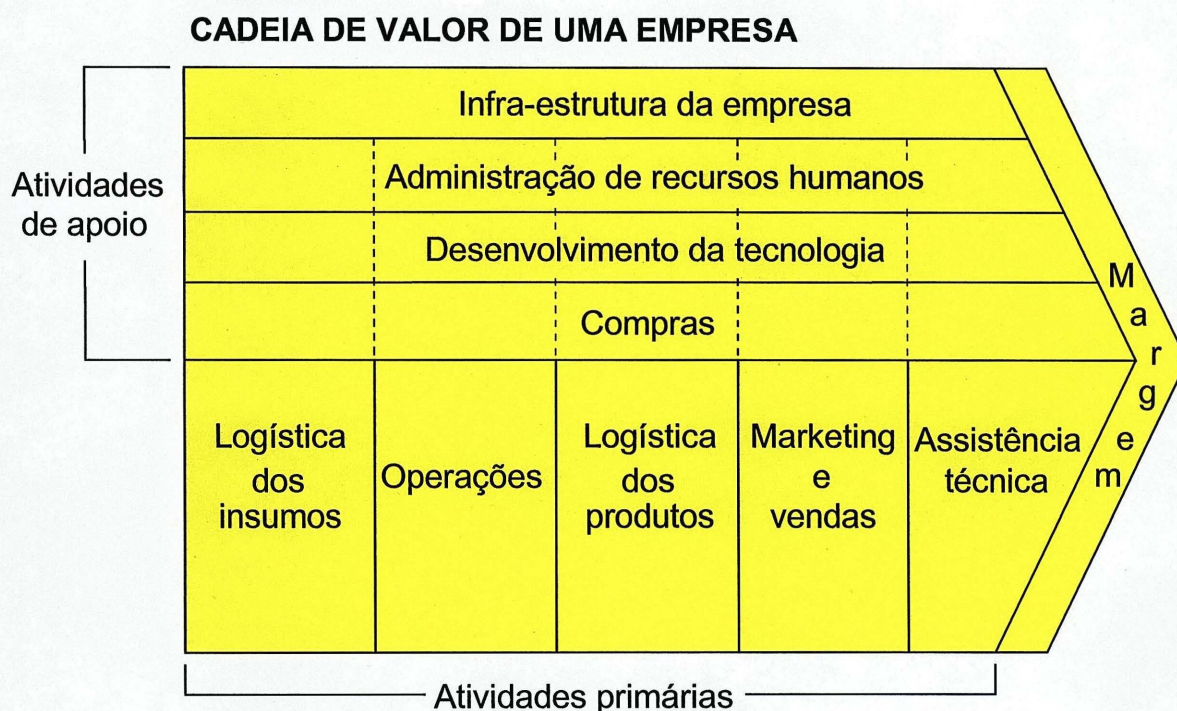 CADEIA DE VALOR DE UMA EMPRESA
Atividades
de apoio
Infra-estrutura da empresa
Administração de recursos humanos
Desenvolvimento da tecnologia
Compras
Logística
dos
insumos
Operações
Logística
dos
produtos
Marketing
e
vendas
Assistência
técnica
Margem
Atividades primárias